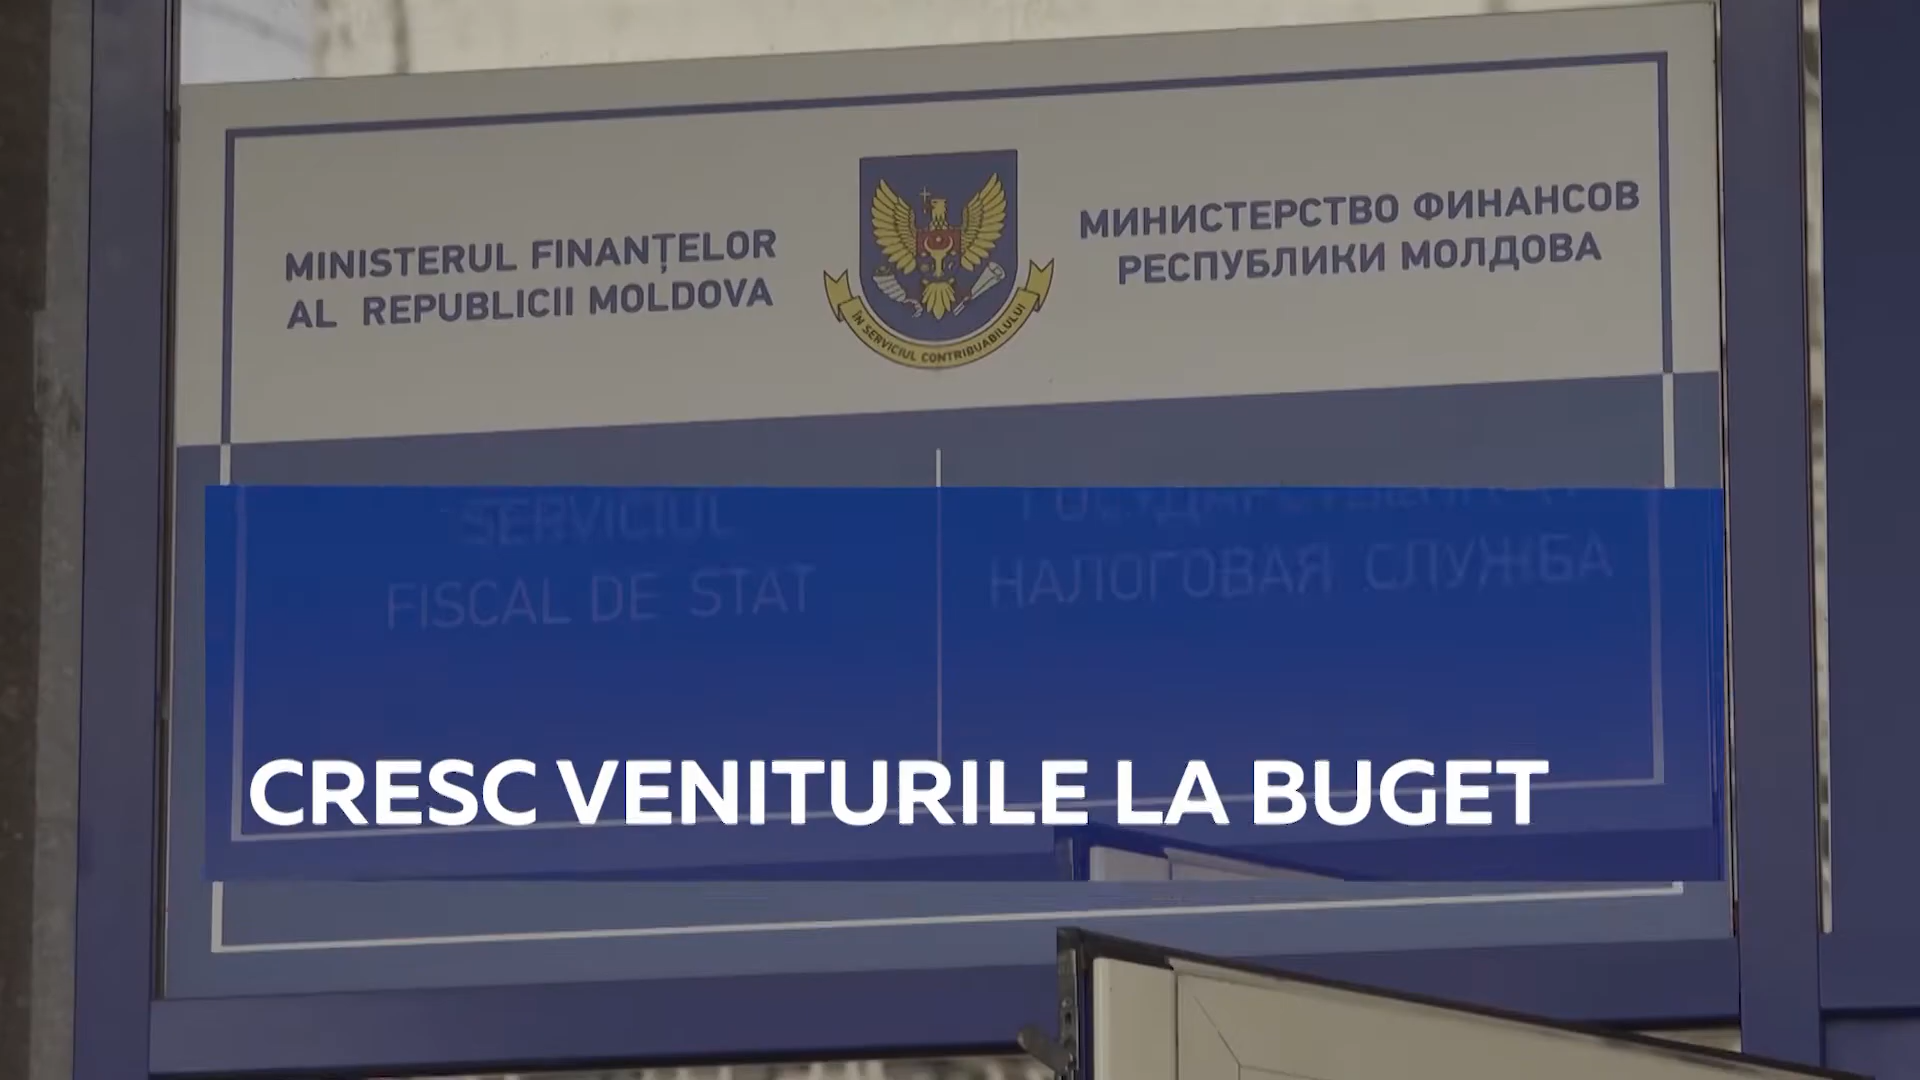 MINISTERUL FINANȚELOR
AL REPUBLICII MOLDOVA
МИНИСТЕРСТВО ФИНАНСОВ
РЕСПУБЛИКИ МОЛДОВА
ÎN SERVICIUL CONTRIBUABILULUI
SERVICIUL
FISCAL DE STAT
НАЛОГОВАЯ СЛУЖБА
CRESC VENITURILE LA BUGET